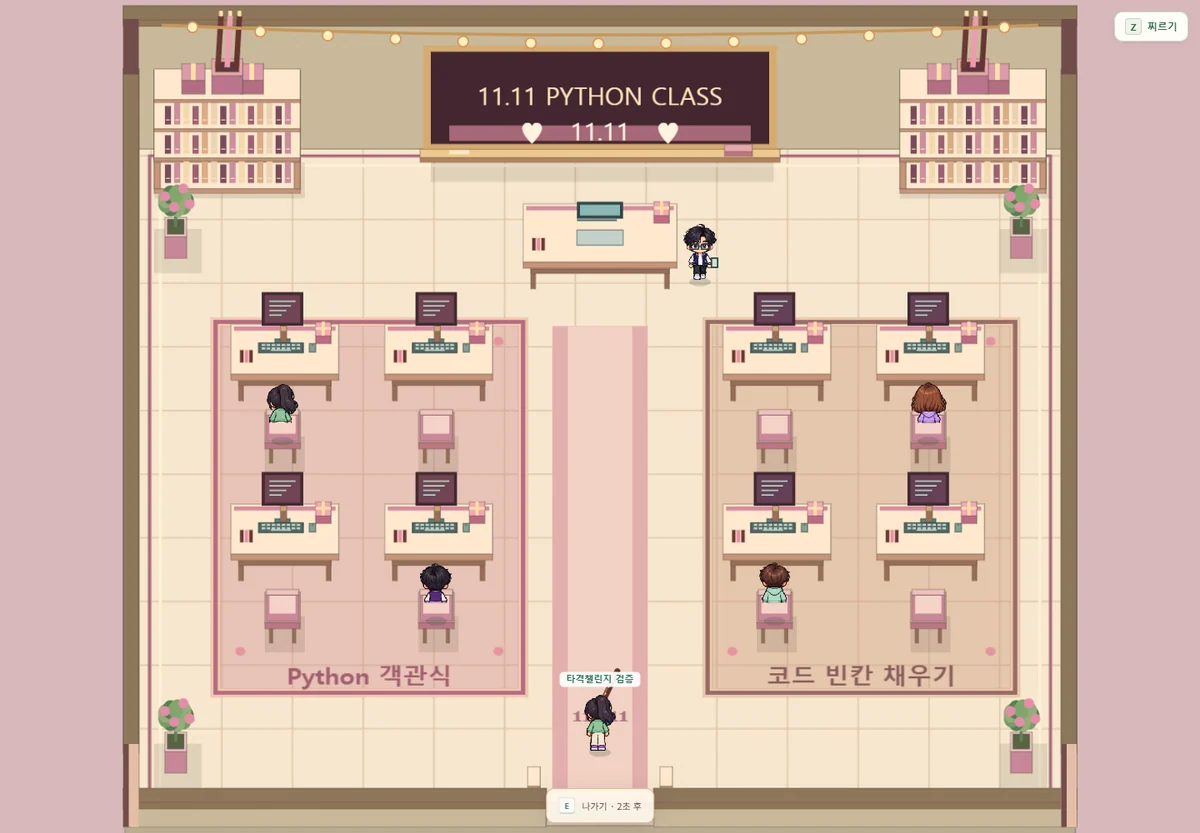 Z 찌르기
11.11 PYTHON CLASS
11.11
Python 객관식
코드 빈칸 채우기
타격챌린지 검증
E 나가기 · 2초 후